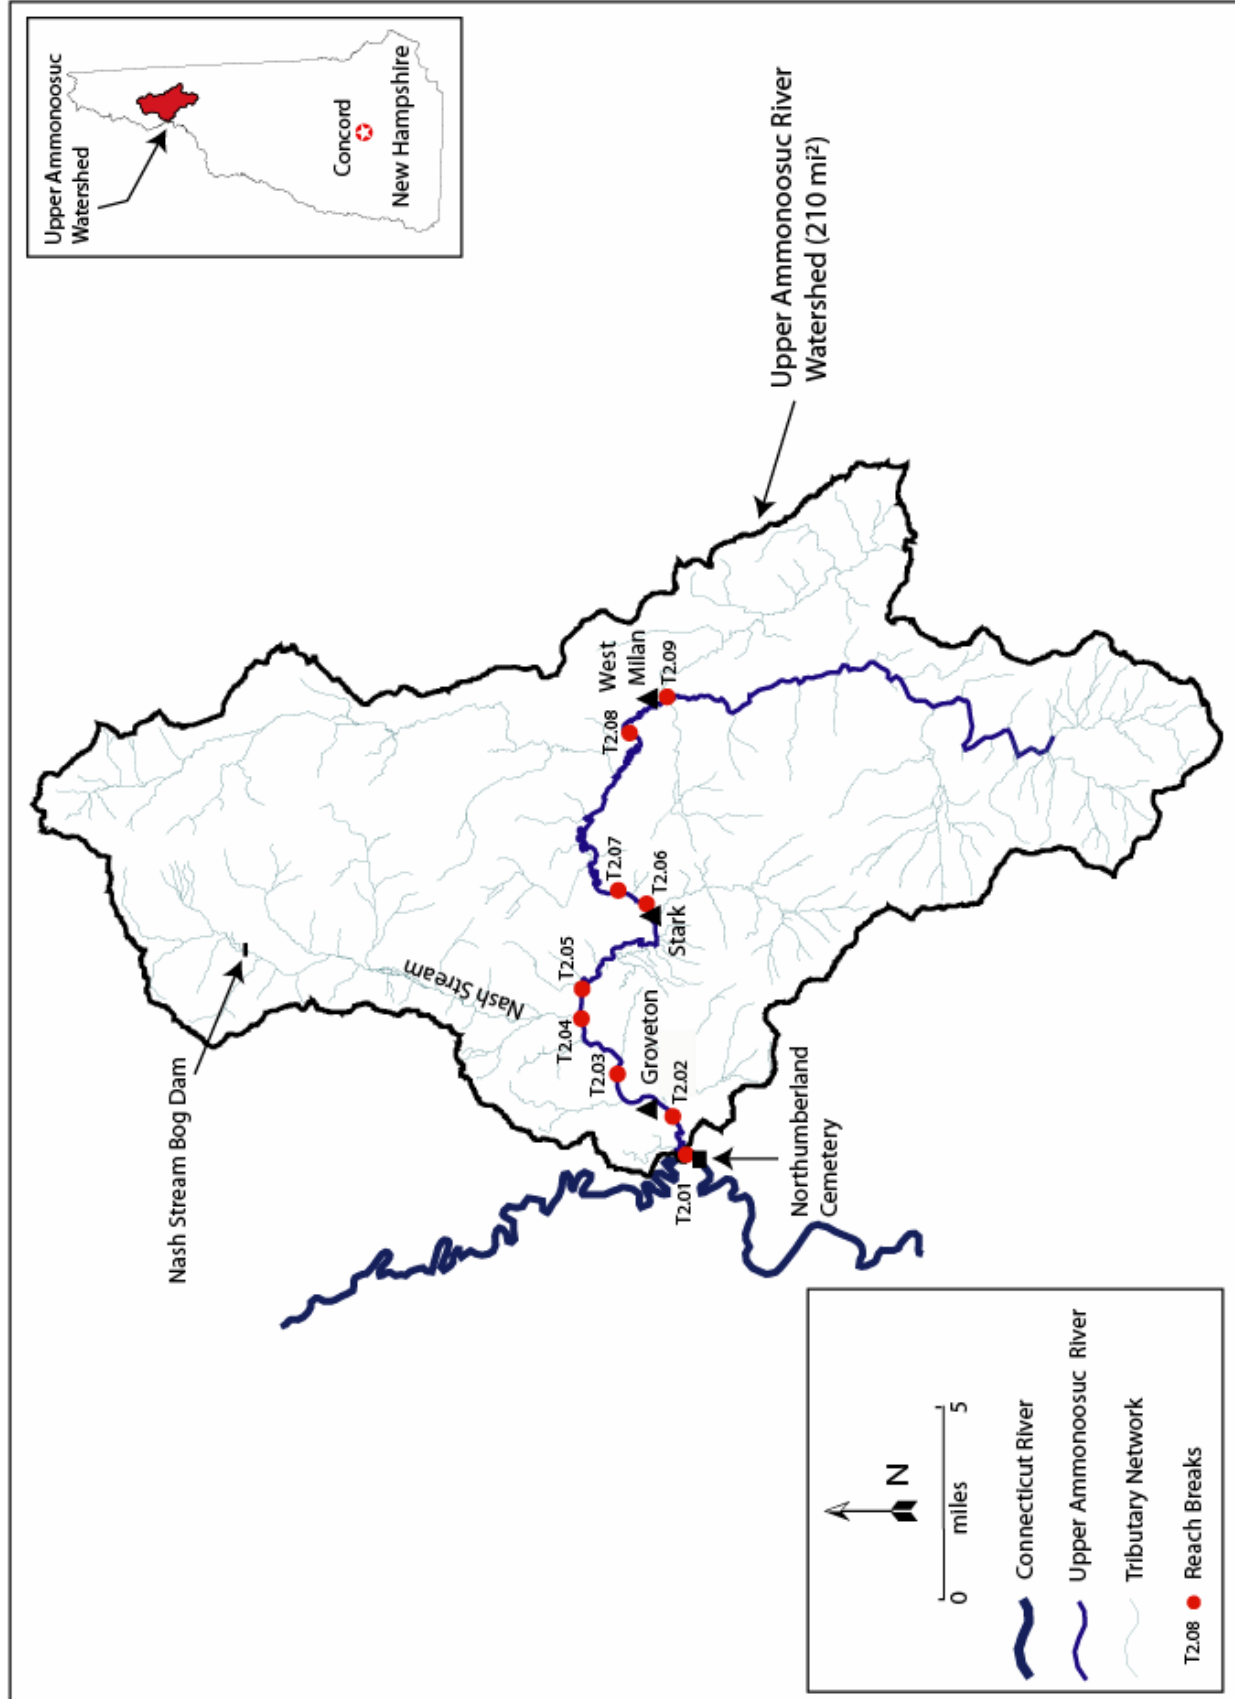 Upper Ammonoosuc
Watershed
Concord
New Hampshire
Nash Stream Bog Dam
Nash Stream
Upper Ammonoosuc River
Watershed (210 mi²)
West
Milan
T2.09
T2.08
T2.07
T2.06
Stark
T2.05
T2.04
T2.03
Groveton
T2.02
T2.01
Northumberland
Cemetery
N
0 5
miles
Connecticut River
Upper Ammonoosuc River
Tributary Network
T2.08 Reach Breaks